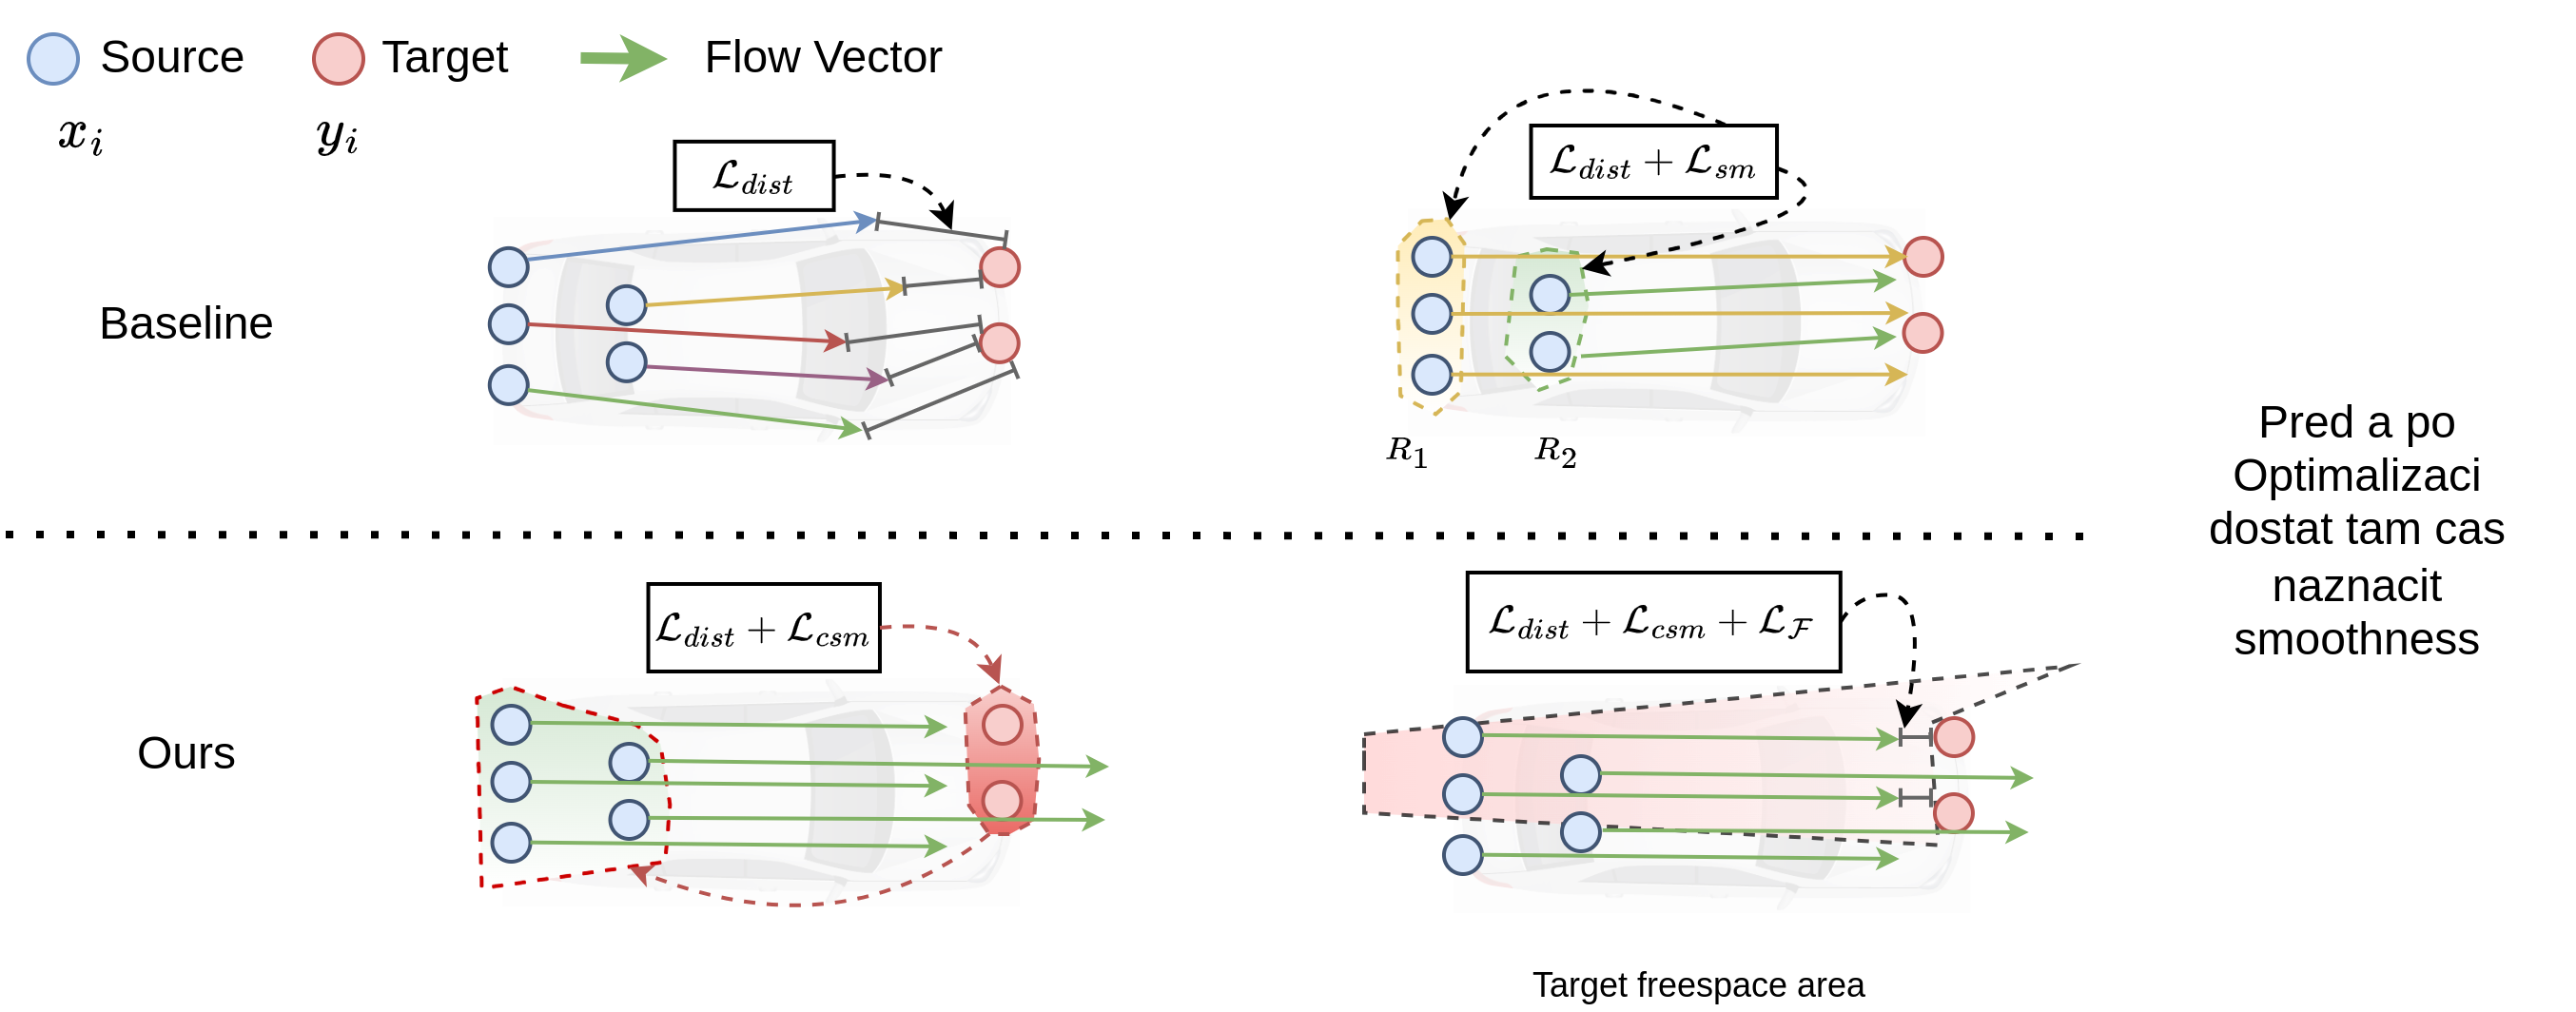 Source
Target
Flow Vector
$x_i$
$y_i$
$\mathcal{L}_{dist}$
$\mathcal{L}_{dist} + \mathcal{L}_{sm}$
Baseline
$R_1$
$R_2$
Pred a po
Optimalizaci
dostat tam cas
naznacit
smoothness
$\mathcal{L}_{dist} + \mathcal{L}_{csm}$
$\mathcal{L}_{dist} + \mathcal{L}_{csm} + \mathcal{L}_{\mathcal{F}}$
Ours
Target freespace area